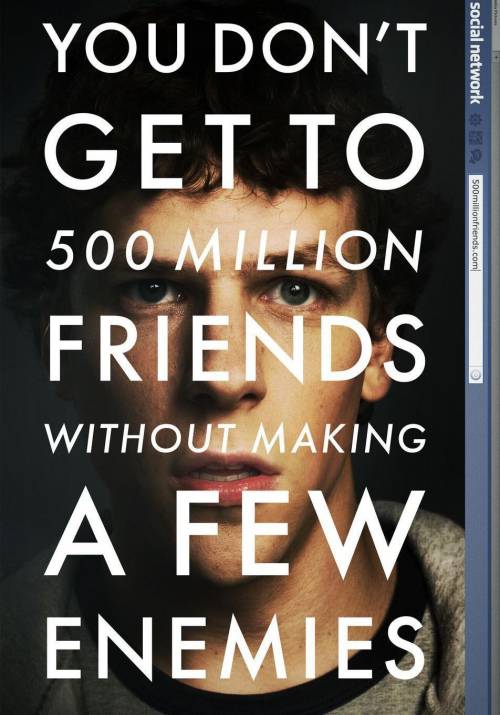 YOU DON'T
GET TO
500 MILLION
FRIENDS
WITHOUT MAKING
A FEW
ENEMIES
social network
500millionfriends.com